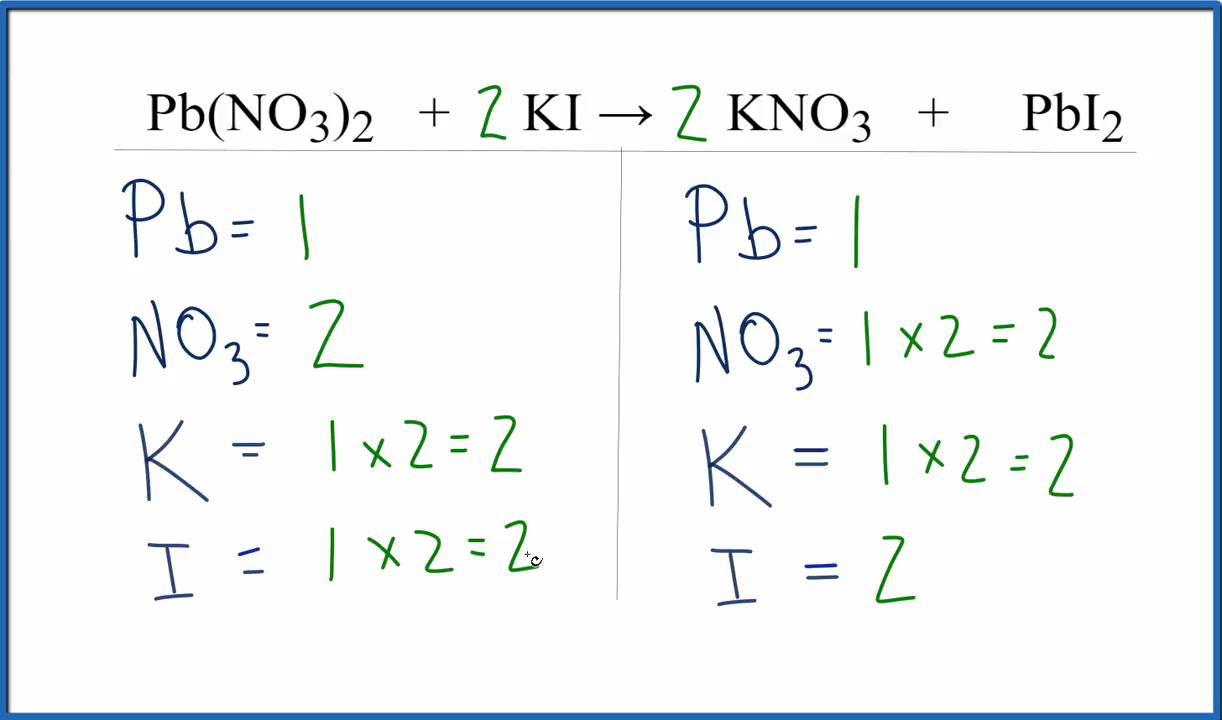 Pb(NO3)2 + 2 KI → 2 KNO3 + PbI2
Pb = 1
NO3 = 2
K = 1 x 2 = 2
I = 1 x 2 = 2
Pb = 1
NO3 = 1 x 2 = 2
K = 1 x 2 = 2
I = 2